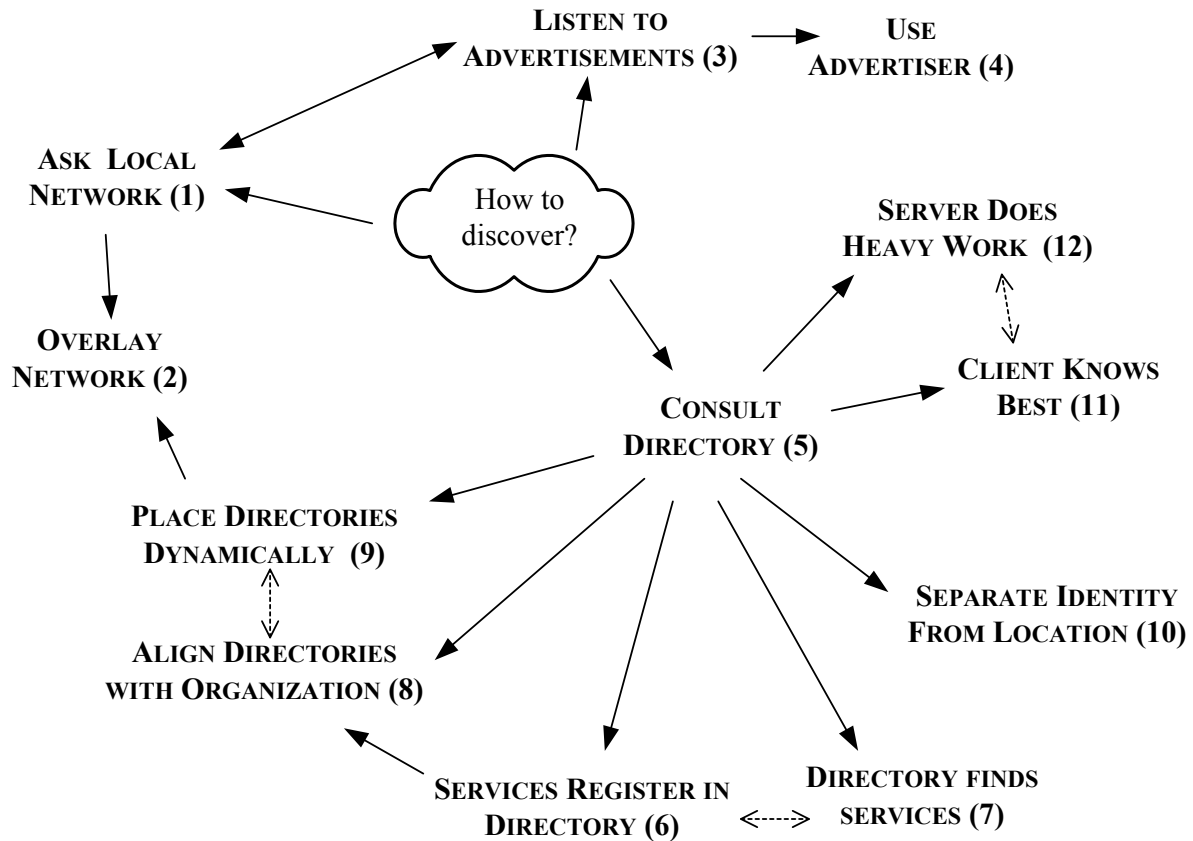 LISTEN TO
ADVERTISEMENTS (3)
USE
ADVERTISER (4)
ASK LOCAL
NETWORK (1)
How to
discover?
SERVER DOES
HEAVY WORK (12)
OVERLAY
NETWORK (2)
CLIENT KNOWS
BEST (11)
CONSULT
DIRECTORY (5)
PLACE DIRECTORIES
DYNAMICALLY (9)
SEPARATE IDENTITY
FROM LOCATION (10)
ALIGN DIRECTORIES
WITH ORGANIZATION (8)
SERVICES REGISTER IN
DIRECTORY (6)
DIRECTORY FINDS
SERVICES (7)